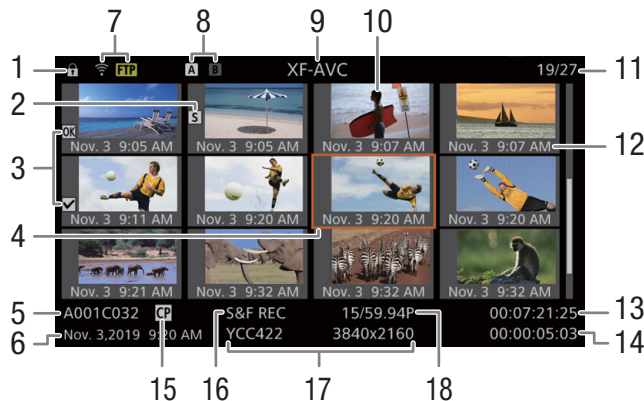 7 8 9 10
1 FTP A B XF-AVC 19/27 11
2 S
OK Nov. 3 9:05 AM Nov. 3 9:05 AM Nov. 3 9:07 AM Nov. 3 9:07 AM 12
3
Nov. 3 9:11 AM Nov. 3 9:20 AM Nov. 3 9:20 AM Nov. 3 9:20 AM
4
Nov. 3 9:21 AM Nov. 3 9:32 AM Nov. 3 9:32 AM Nov. 3 9:32 AM
5 A001C032 CP S&F REC 15/59.94P 00:07:21:25 13
6 Nov. 3,2019 9:20 AM YCC422 3840x2160 00:00:05:03 14
15 16 17 18